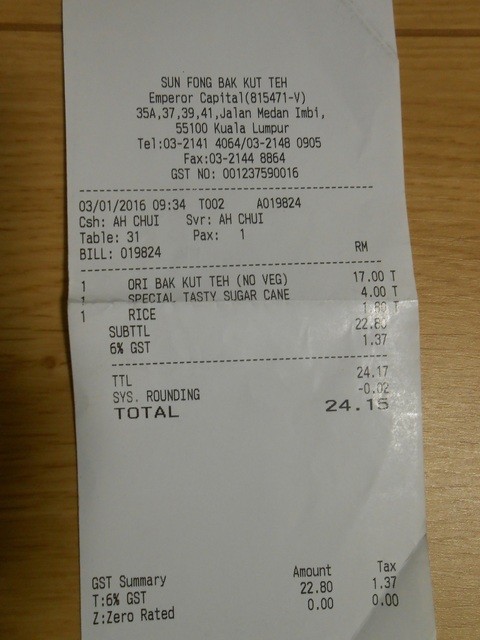 SUN FONG BAK KUT TEH
Emperor Capital(815471-V)
35A,37,39,41,Jalan Medan Imbi,
55100 Kuala Lumpur
Tel:03-2141 4064/03-2148 0905
Fax:03-2144 8864
GST NO: 001237590016
03/01/2016 09:34 T002 A019824
Csh: AH CHUI Svr: AH CHUI
Table: 31 Pax: 1
BILL: 019824
RM
1 ORI BAK KUT TEH (NO VEG) 17.00 T
1 SPECIAL TASTY SUGAR CANE 4.00 T
1 RICE 1.80 T
SUBTTL 22.80
6% GST 1.37
TTL 24.17
SYS. ROUNDING -0.02
TOTAL 24.15
GST Summary Amount Tax
T:6% GST 22.80 1.37
Z:Zero Rated 0.00 0.00